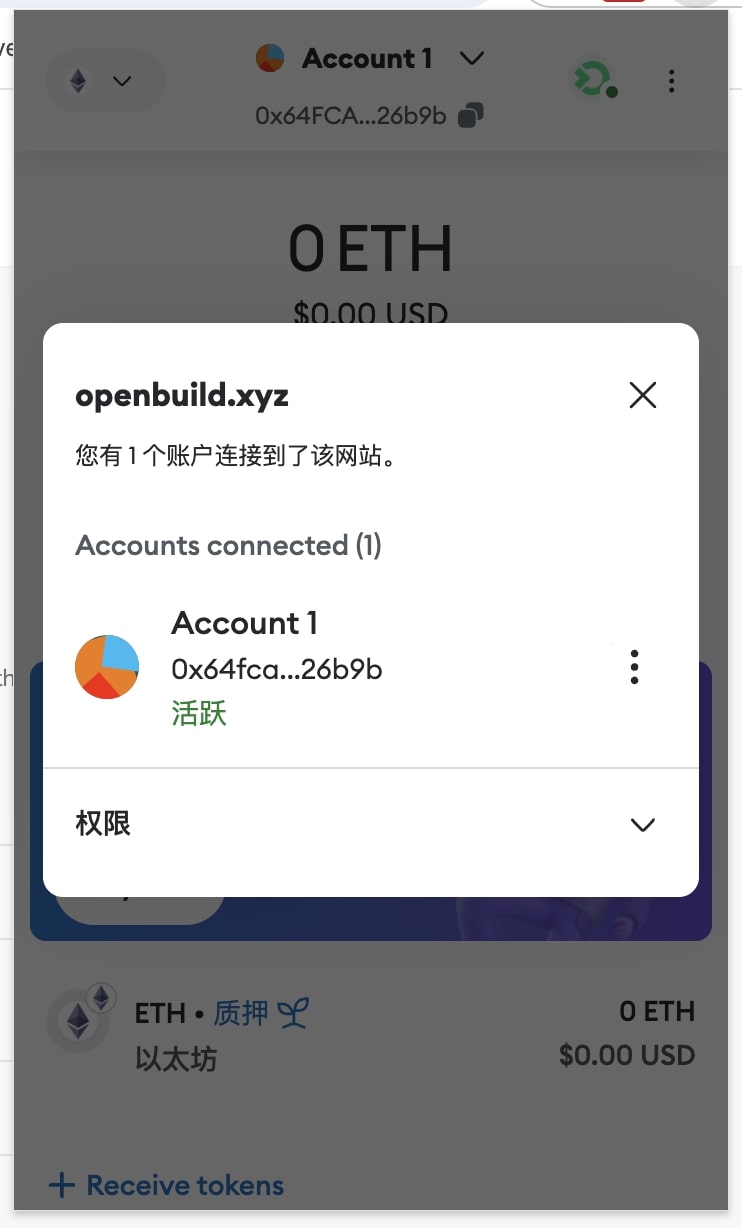 Account 1
0x64FCA...26b9b
0 ETH
$0.00 USD
openbuild.xyz
您有 1 个账户连接到了该网站。
Accounts connected (1)
Account 1
0x64fca...26b9b
活跃
权限
ETH • 质押
0 ETH
以太坊
$0.00 USD
+ Receive tokens